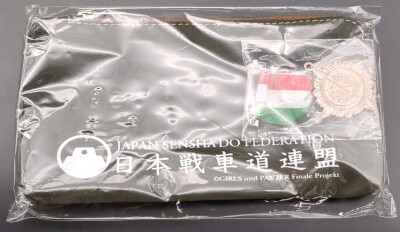 JAPAN SENSHA DO FEDERATION
日本戦車道連盟
©GIRLS und PANZER Finale Projekt